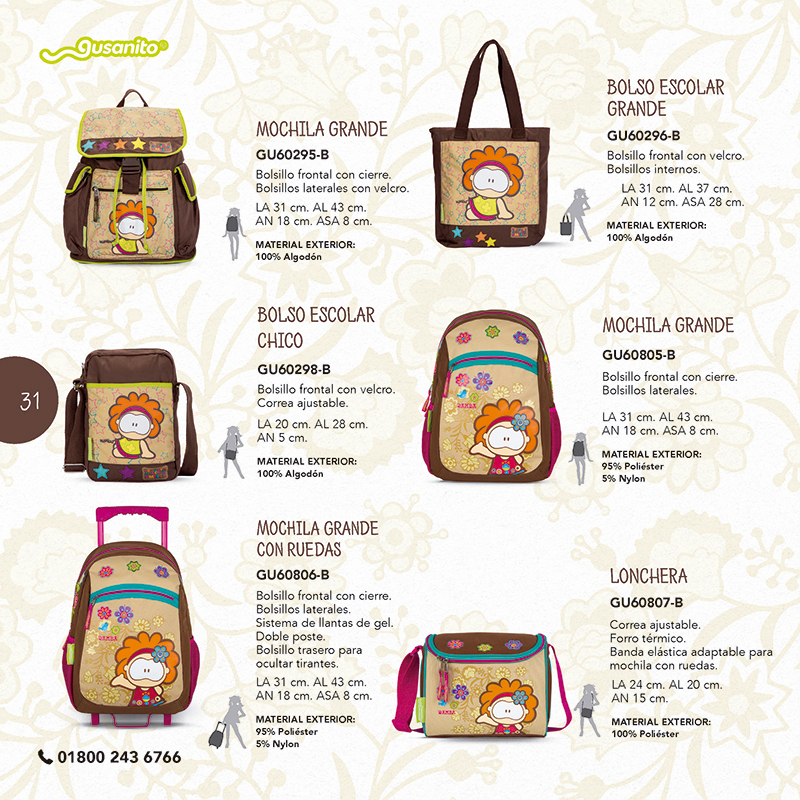 gusanito®
MOCHILA GRANDE
GU60295-B
Bolsillo frontal con cierre.
Bolsillos laterales con velcro.
LA 31 cm. AL 43 cm.
AN 18 cm. ASA 8 cm.
MATERIAL EXTERIOR:
100% Algodón
BOLSO ESCOLAR
GRANDE
GU60296-B
Bolsillo frontal con velcro.
Bolsillos internos.
LA 31 cm. AL 37 cm.
AN 12 cm. ASA 28 cm.
MATERIAL EXTERIOR:
100% Algodón
31
BOLSO ESCOLAR
CHICO
GU60298-B
Bolsillo frontal con velcro.
Correa ajustable.
LA 20 cm. AL 28 cm.
AN 5 cm.
MATERIAL EXTERIOR:
100% Algodón
WAMBA
MOCHILA GRANDE
GU60805-B
Bolsillo frontal con cierre.
Bolsillos laterales.
LA 31 cm. AL 43 cm.
AN 18 cm. ASA 8 cm.
MATERIAL EXTERIOR:
95% Poliéster
5% Nylon
WAMBA
MOCHILA GRANDE
CON RUEDAS
GU60806-B
Bolsillo frontal con cierre.
Bolsillos laterales.
Sistema de llantas de gel.
Doble poste.
Bolsillo trasero para
ocultar tirantes.
LA 31 cm. AL 43 cm.
AN 18 cm. ASA 8 cm.
MATERIAL EXTERIOR:
95% Poliéster
5% Nylon
WAMBA
LONCHERA
GU60807-B
Correa ajustable.
Forro térmico.
Banda elástica adaptable para
mochila con ruedas.
LA 24 cm. AL 20 cm.
AN 15 cm.
MATERIAL EXTERIOR:
100% Poliéster
01800 243 6766